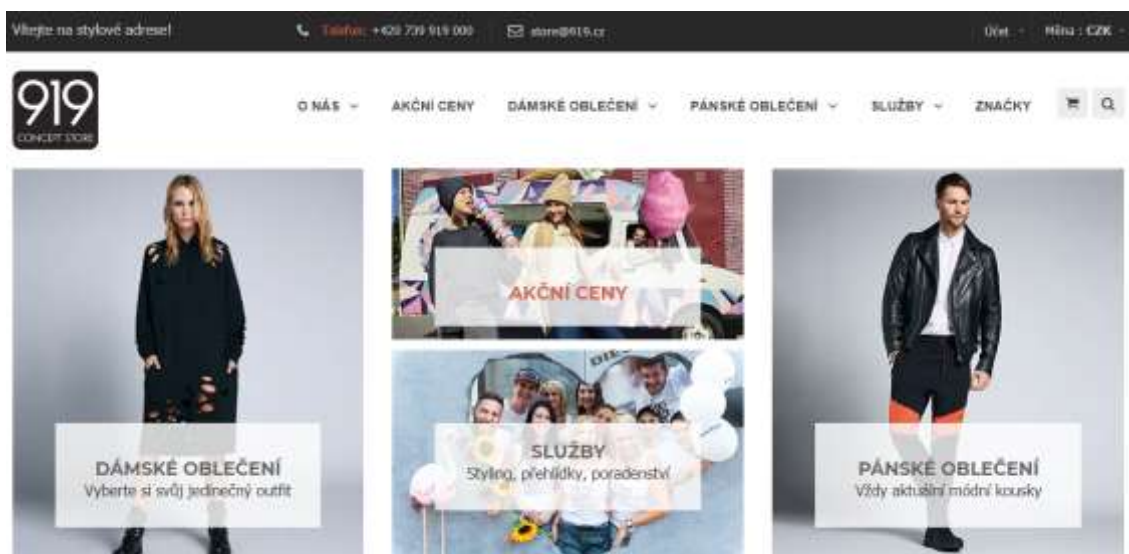 Vítejte na stylové adrese!
Telefon: +420 739 919 000
store@919.cz
Účet
Měna : CZK
919
CONCEPT STORE
O NÁS
AKČNÍ CENY
DÁMSKÉ OBLEČENÍ
PÁNSKÉ OBLEČENÍ
SLUŽBY
ZNAČKY
AKČNÍ CENY
DIESEL
SLUŽBY
Styling, přehlídky, poradenství
DÁMSKÉ OBLEČENÍ
Vyberte si svůj jedinečný outfit
PÁNSKÉ OBLEČENÍ
Vždy aktuální módní kousky